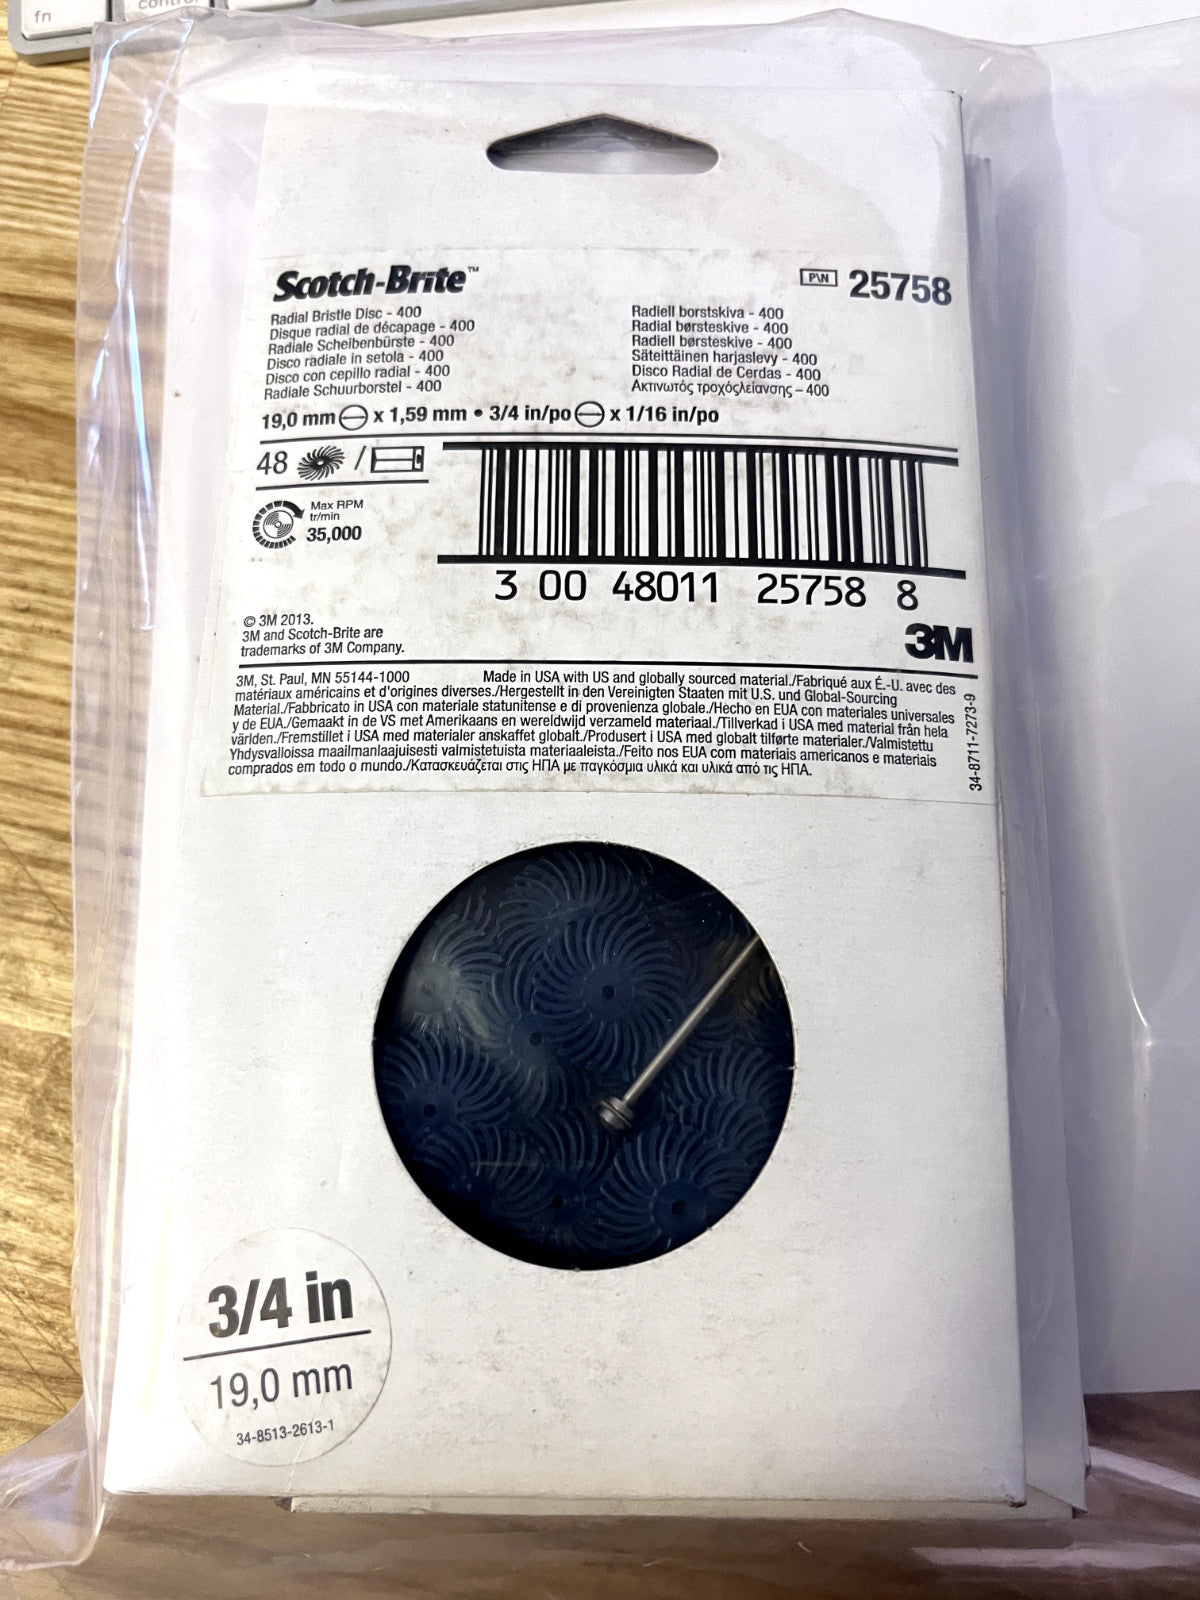 fn
control
Scotch-Brite™
P\N 25758
Radial Bristle Disc - 400
Disque radial de décapage - 400
Radiale Scheibenbürste - 400
Disco radiale in setola - 400
Disco con cepillo radial - 400
Radiale Schuurborstel - 400
Radiell borstskiva - 400
Radial børsteskive - 400
Radiell børsteskive - 400
Säteittäinen harjaslevy - 400
Disco Radial de Cerdas - 400
Ακτινωτός τροχόςλείανσης – 400
19,0 mm x 1,59 mm • 3/4 in/po x 1/16 in/po
48 /
Max RPM
tr/min
35,000
3 00 48011 25758 8
© 3M 2013.
3M and Scotch-Brite are
trademarks of 3M Company.
3M
3M, St. Paul, MN 55144-1000 Made in USA with US and globally sourced material./Fabriqué aux É.-U. avec des
matériaux américains et d'origines diverses./Hergestellt in den Vereinigten Staaten mit U.S. und Global-Sourcing
Material./Fabbricato in USA con materiale statunitense e di provenienza globale./Hecho en EUA con materiales universales
y de EUA./Gemaakt in de VS met Amerikaans en wereldwijd verzameld materiaal./Tillverkad i USA med material från hela
världen./Fremstillet i USA med materialer anskaffet globalt./Produsert i USA med globalt tilførte materialer./Valmistettu
Yhdysvalloissa maailmanlaajuisesti valmistetuista materiaaleista./Feito nos EUA com materiais americanos e materiais
comprados em todo o mundo./Κατασκευάζεται στις ΗΠΑ με παγκόσμια υλικά και υλικά από τις ΗΠΑ.
34-8711-7273-9
3/4 in
19,0 mm
34-8513-2613-1